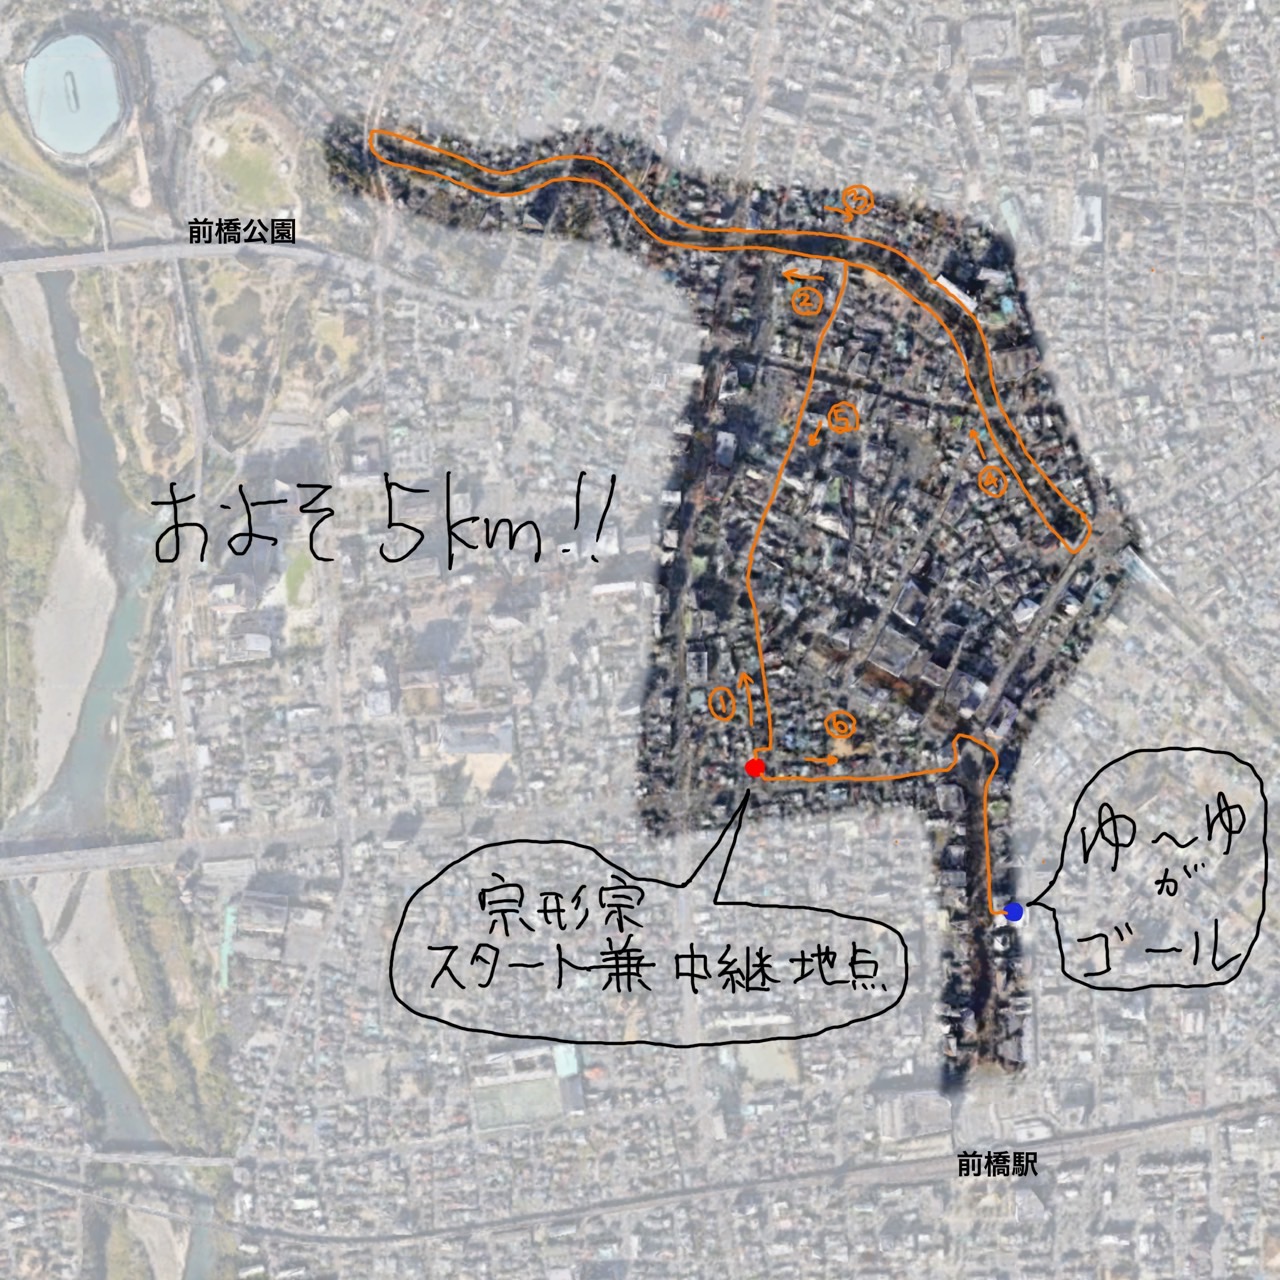 ③
前橋公園
②
⑤
④
およそ5km!!
①
⑥
宗形宗
スタート兼中継地点
ゆ〜ゆ
が
ゴール
前橋駅